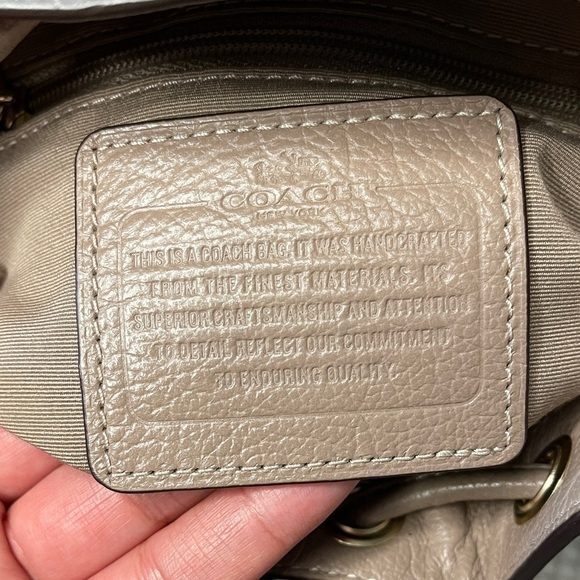 COACH
NEW YORK
THIS IS A COACH BAG. IT WAS HANDCRAFTED
FROM THE FINEST MATERIALS. ITS
SUPERIOR CRAFTSMANSHIP AND ATTENTION
TO DETAIL REFLECT OUR COMMITMENT
TO ENDURING QUALITY.